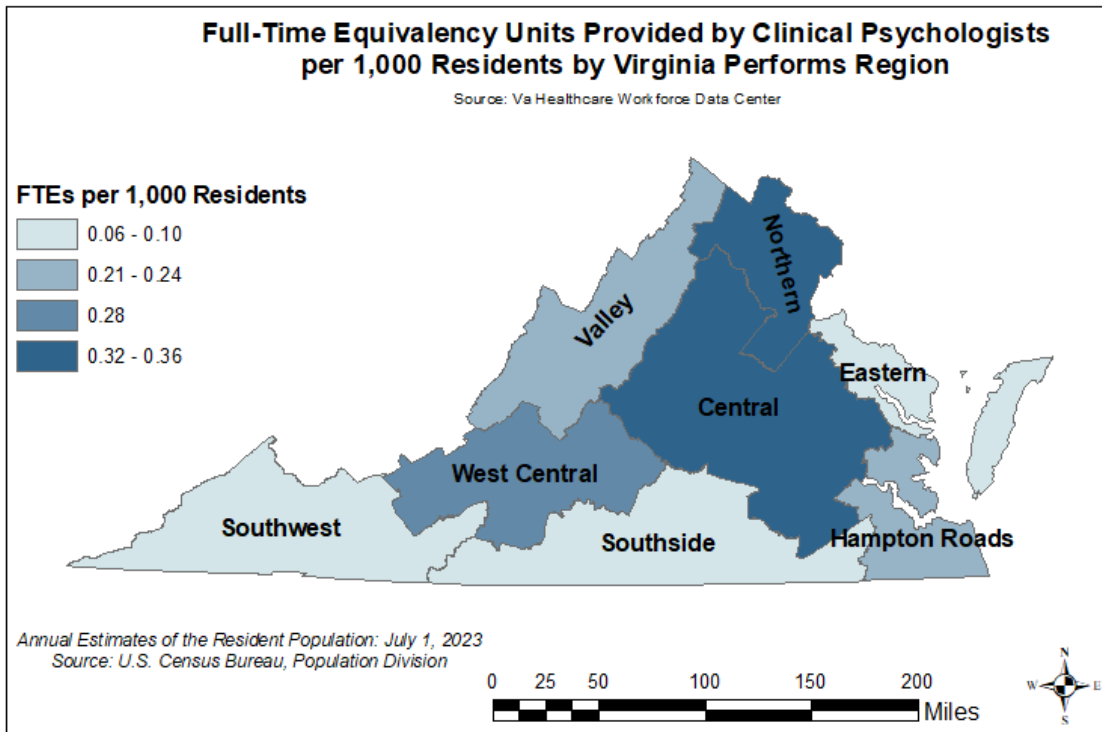 Full-Time Equivalency Units Provided by Clinical Psychologists
per 1,000 Residents by Virginia Performs Region
Source: Va Healthcare Workforce Data Center
FTEs per 1,000 Residents
0.06 - 0.10
0.21 - 0.24
0.28
0.32 - 0.36
Northern
Valley
Eastern
Central
West Central
Southwest
Southside
Hampton Roads
Annual Estimates of the Resident Population: July 1, 2023
Source: U.S. Census Bureau, Population Division
0 25 50 100 150 200
Miles
N
W E
S